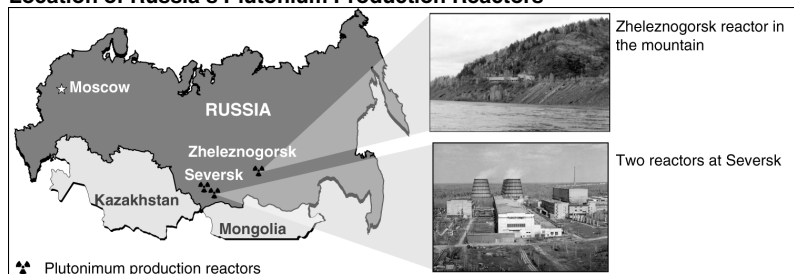 Location of Russia's Plutonium Production Reactors
Zheleznogorsk reactor in
the mountain
Moscow
RUSSIA
Zheleznogorsk
Seversk
Two reactors at Seversk
Kazakhstan
Mongolia
Plutonimum production reactors